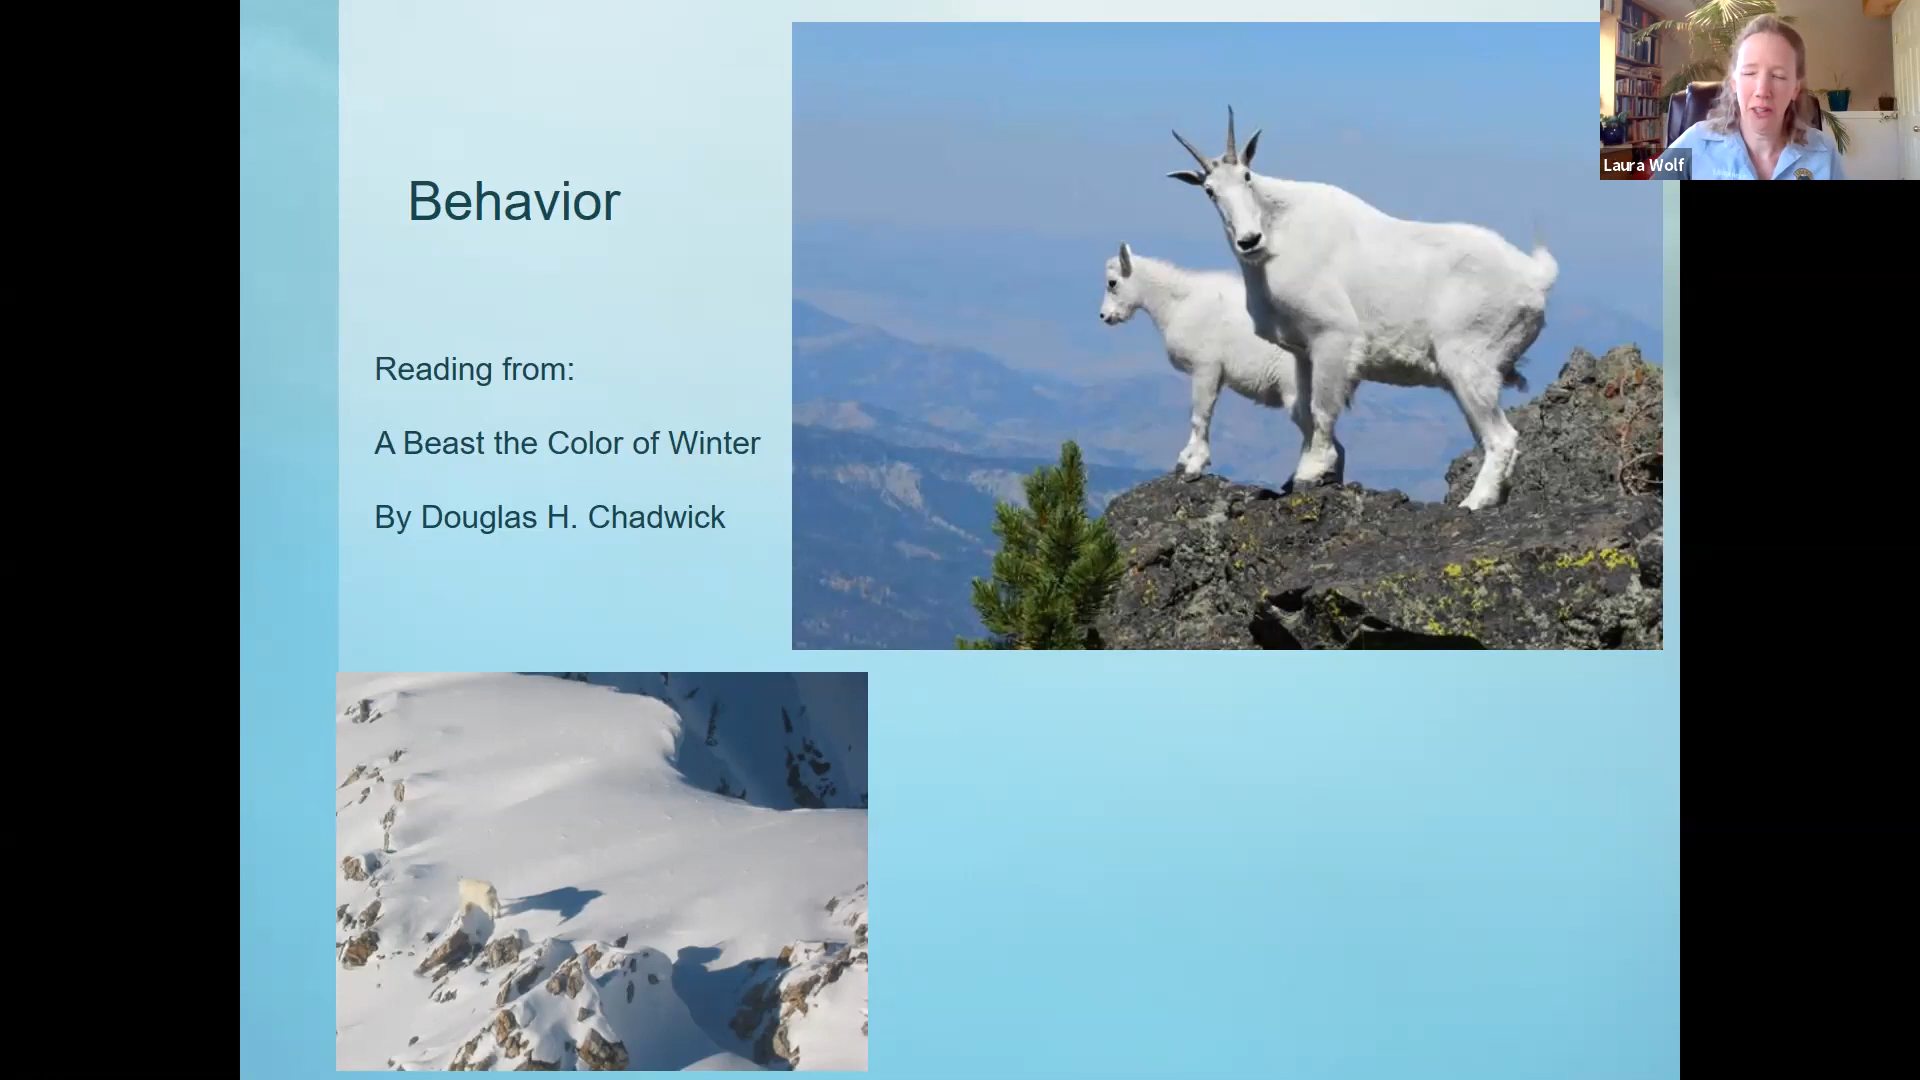 Behavior
Reading from:
A Beast the Color of Winter
By Douglas H. Chadwick
Laura Wolf